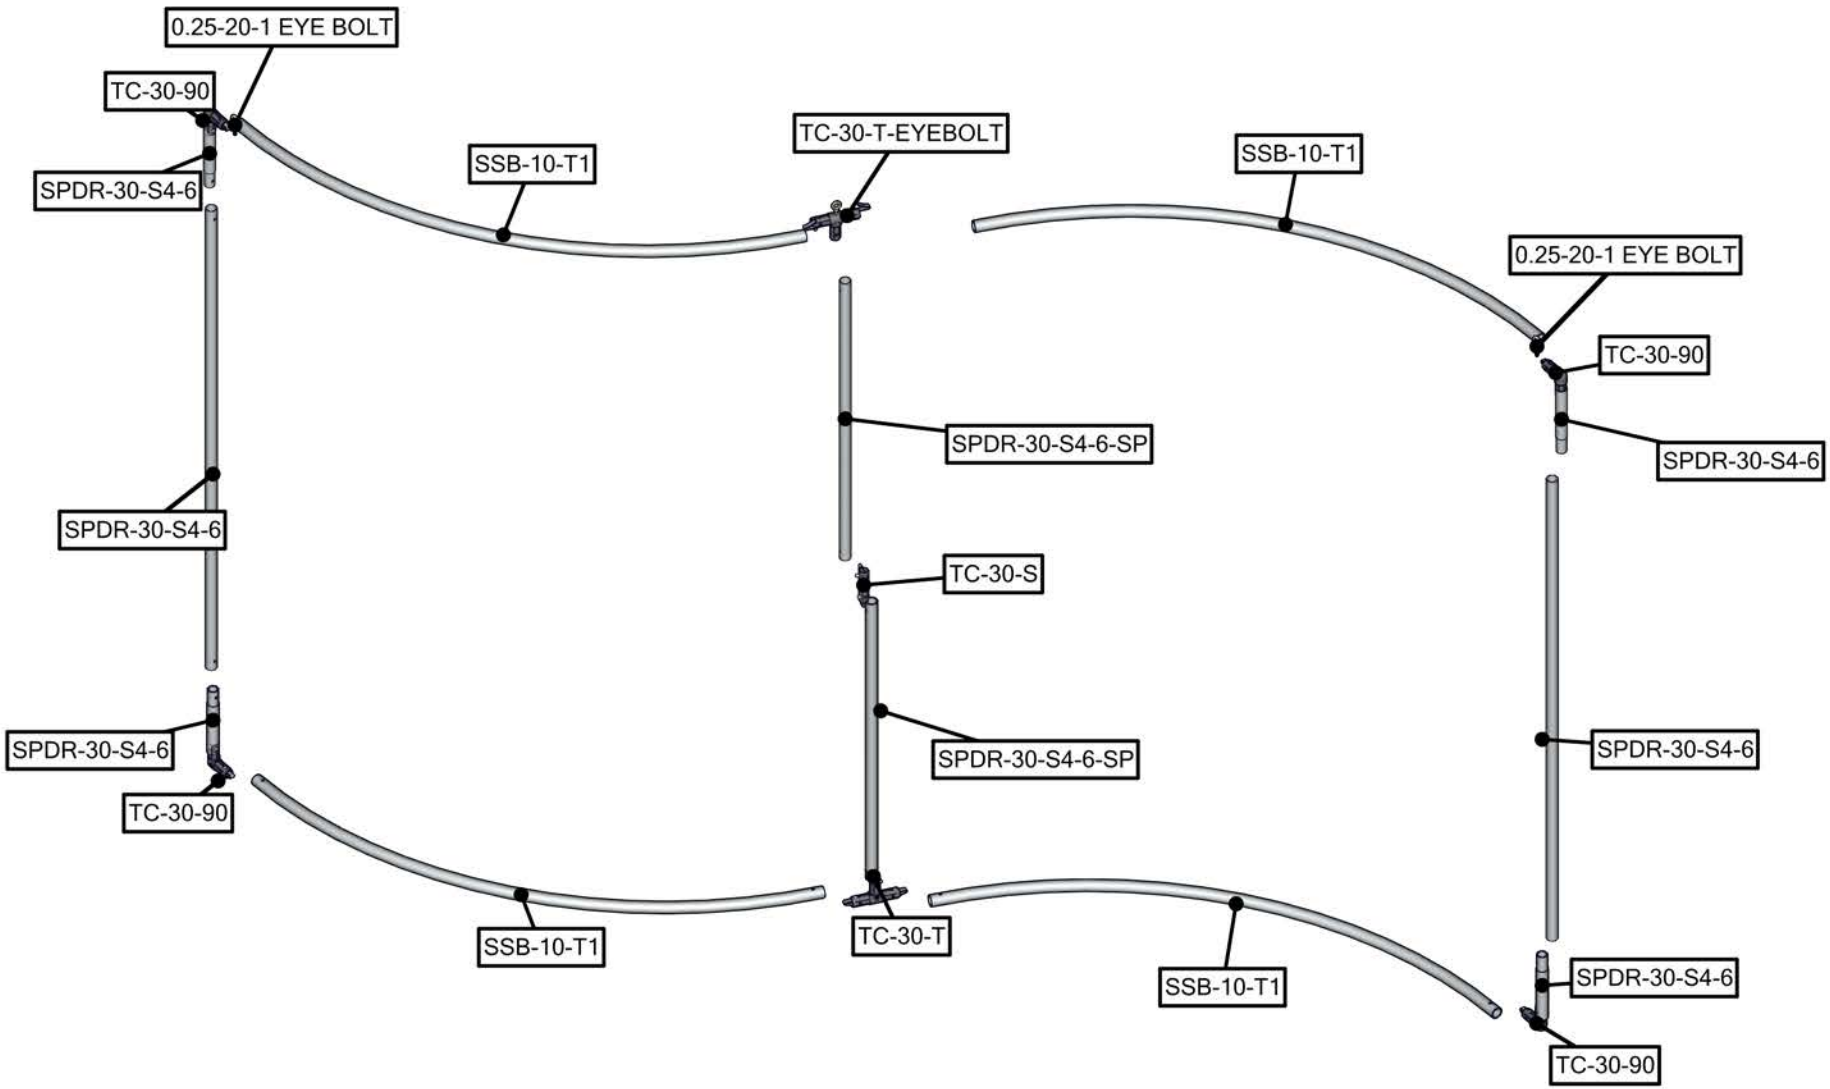 0.25-20-1 EYE BOLT
TC-30-90
TC-30-T-EYEBOLT
SSB-10-T1
SSB-10-T1
SPDR-30-S4-6
0.25-20-1 EYE BOLT
TC-30-90
SPDR-30-S4-6-SP
SPDR-30-S4-6
SPDR-30-S4-6
TC-30-S
SPDR-30-S4-6
SPDR-30-S4-6-SP
SPDR-30-S4-6
TC-30-90
TC-30-T
SSB-10-T1
SPDR-30-S4-6
SSB-10-T1
TC-30-90